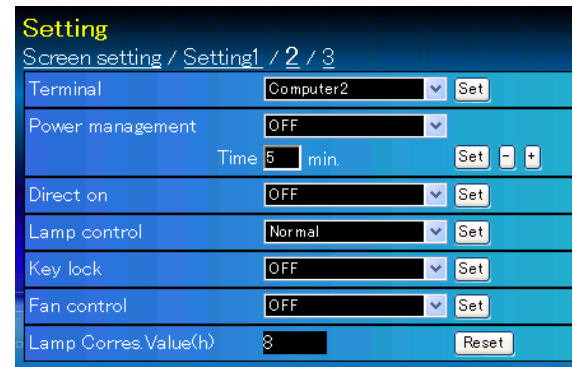 Setting
Screen setting / Setting1 / 2 / 3
Terminal Computer2 Set
Power management OFF
Time 5 min. Set - +
Direct on OFF Set
Lamp control Normal Set
Key lock OFF Set
Fan control OFF Set
Lamp Corres.Value(h) 8 Reset